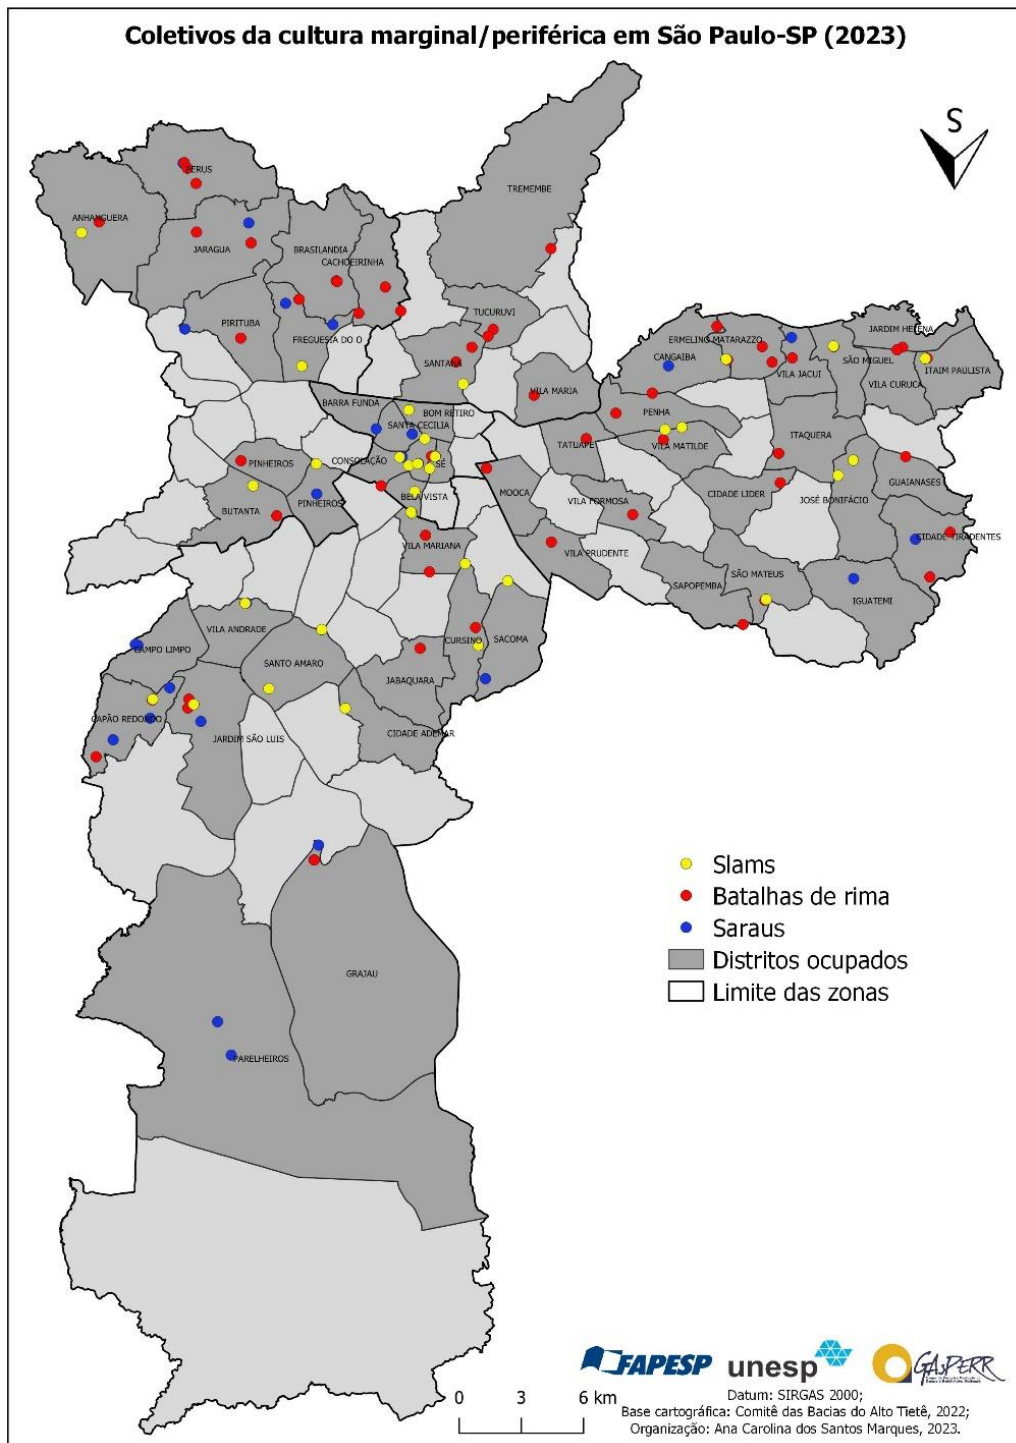 Coletivos da cultura marginal/periférica em São Paulo-SP (2023)
S
TREMEMBE
PERUS
ANHANGUERA
JARAGUA
BRASILANDIA
CACHOEIRINHA
TUCURUVI
PIRITUBA
FREGUESIA DO O
SANTANA
JARDIM HELENA
ERMELINO MATARAZZO
CANGAIBA
SÃO MIGUEL
VILA JACUI
ITAIM PAULISTA
VILA CURUÇA
VILA MARIA
BARRA FUNDA
BOM RETIRO
SANTA CECILIA
PENHA
CONSOLAÇÃO
SÉ
TATUAPE
VILA MATILDE
ITAQUERA
PINHEIROS
BELA VISTA
MOOCA
GUAIANASES
CIDADE LIDER
JOSÉ BONIFÁCIO
PINHEIROS
BUTANTA
VILA FORMOSA
VILA MARIANA
CIDADE TIRADENTES
VILA PRUDENTE
SÃO MATEUS
SAPOPEMBA
IGUATEMI
VILA ANDRADE
CAMPO LIMPO
SANTO AMARO
CURSINO
SACOMA
JABAQUARA
CAPÃO REDONDO
CIDADE ADEMAR
JARDIM SÃO LUIS
Slams
Batalhas de rima
Saraus
Distritos ocupados
Limite das zonas
GRAJAU
PARELHEIROS
FAPESP unesp GAsPERR
0 3 6 km
Datum: SIRGAS 2000;
Base cartográfica: Comitê das Bacias do Alto Tietê, 2022;
Organização: Ana Carolina dos Santos Marques, 2023.